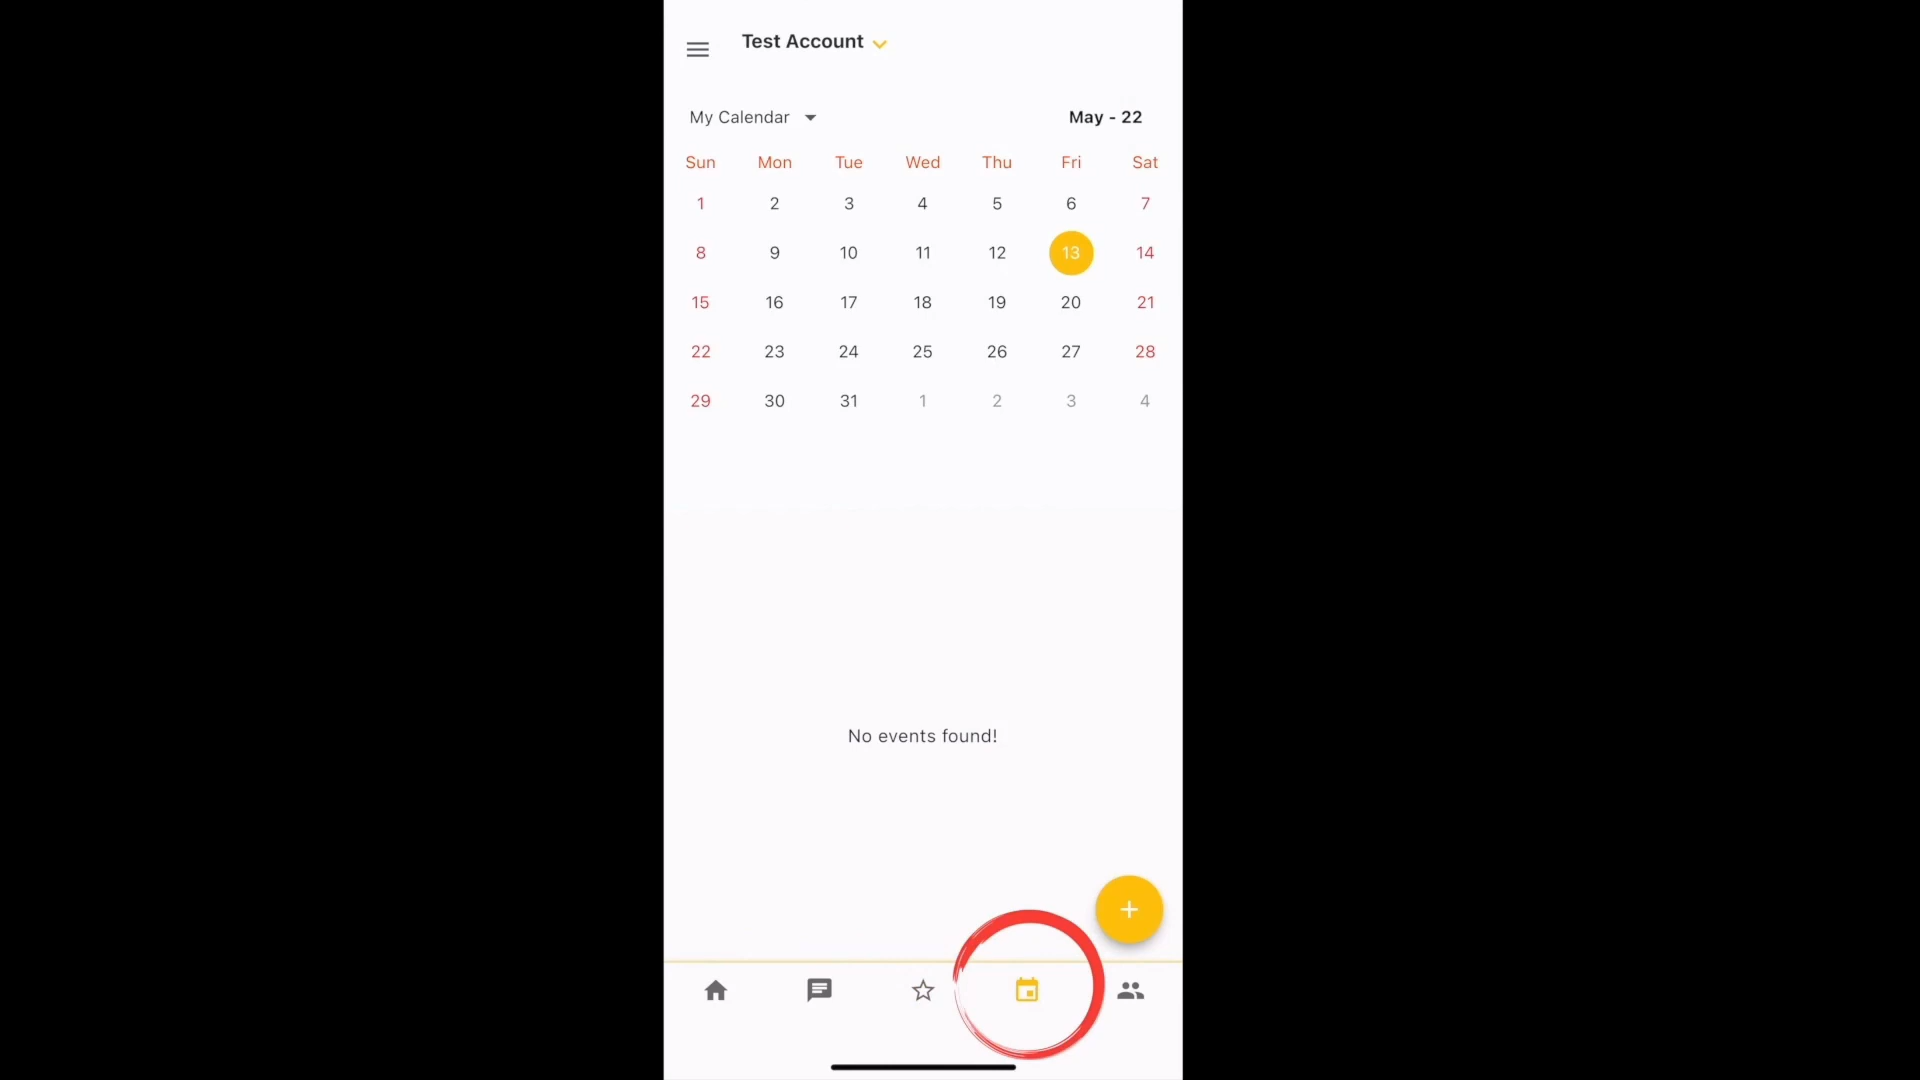 Test Account
My Calendar
May - 22
Sun Mon Tue Wed Thu Fri Sat
1 2 3 4 5 6 7
8 9 10 11 12 13 14
15 16 17 18 19 20 21
22 23 24 25 26 27 28
29 30 31 1 2 3 4
No events found!